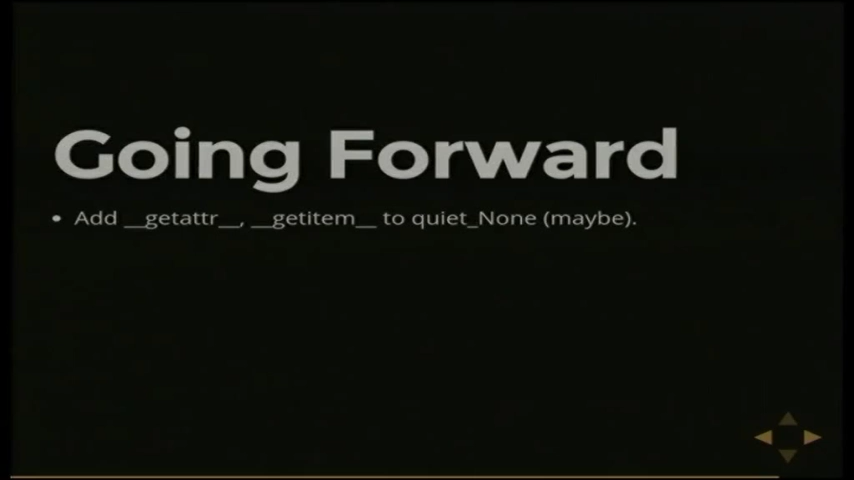 Going Forward
• Add __getattr__, __getitem__ to quiet_None (maybe).